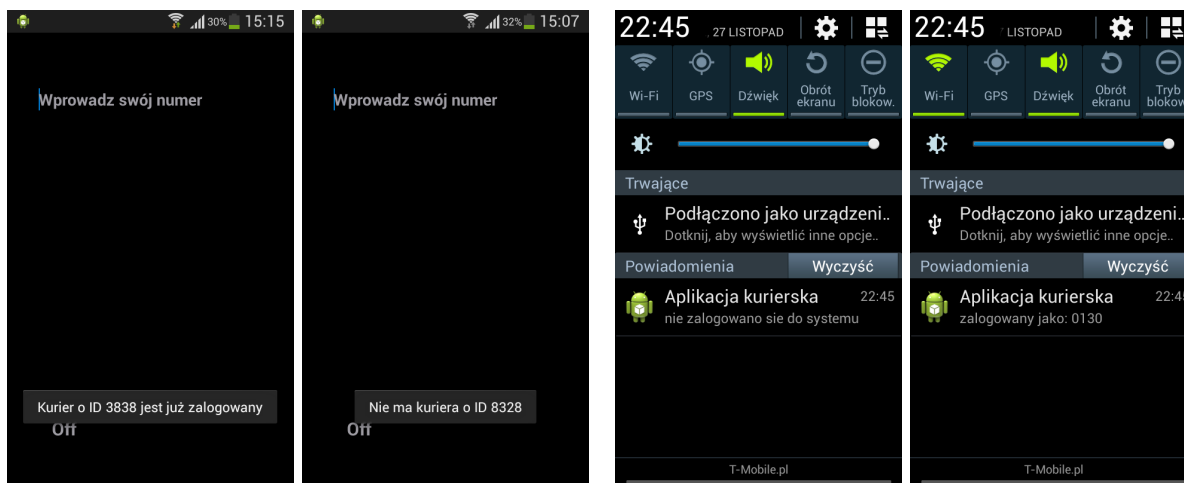 30% 15:15
Wprowadz swój numer
Kurier o ID 3838 jest już zalogowany
Off
32% 15:07
Wprowadz swój numer
Nie ma kuriera o ID 8328
Off
22:45 27 LISTOPAD
Wi-Fi GPS Dźwięk Obrót ekranu Tryb blokow.
Trwające
Podłączono jako urządzeni..
Dotknij, aby wyświetlić inne opcje..
Powiadomienia Wyczyść
Aplikacja kurierska 22:45
nie zalogowano sie do systemu
T-Mobile.pl
22:45 LISTOPAD
Wi-Fi GPS Dźwięk Obrót ekranu Tryb blokow
Trwające
Podłączono jako urządzeni..
Dotknij, aby wyświetlić inne opcje..
Powiadomienia Wyczyść
Aplikacja kurierska 22:45
zalogowany jako: 0130
T-Mobile.pl